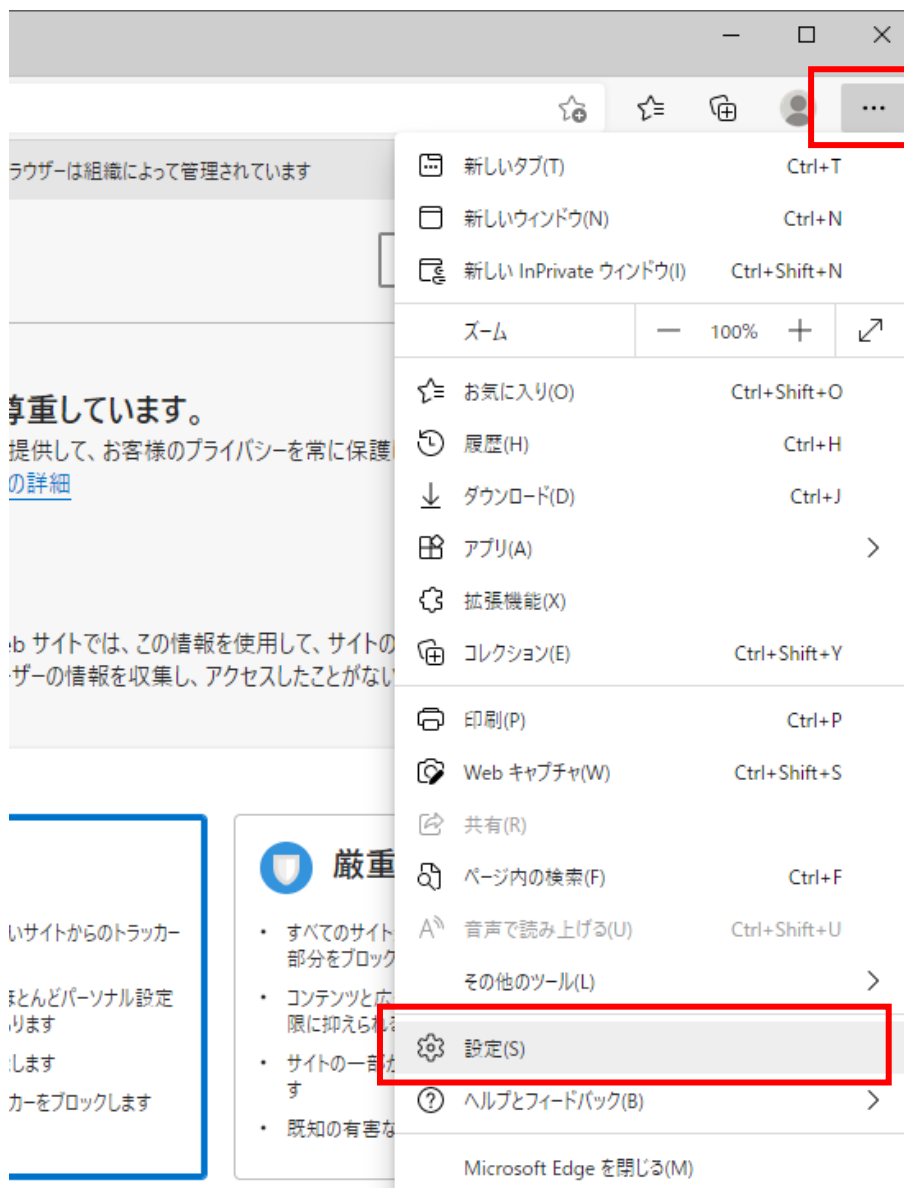 ラウザーは組織によって管理されています
尊重しています。
提供して、お客様のプライバシーを常に保護
の詳細
eb サイトでは、この情報を使用して、サイトの
ーザーの情報を収集し、アクセスしたことがない
いサイトからのトラッカー
ほとんどパーソナル設定
ります
します
カーをブロックします
厳重
• すべてのサイト
部分をブロック
• コンテンツと広
限に抑えられる
• サイトの一部が
す
• 既知の有害な
新しいタブ(T) Ctrl+T
新しいウィンドウ(N) Ctrl+N
新しい InPrivate ウィンドウ(I) Ctrl+Shift+N
ズーム 100%
お気に入り(O) Ctrl+Shift+O
履歴(H) Ctrl+H
ダウンロード(D) Ctrl+J
アプリ(A)
拡張機能(X)
コレクション(E) Ctrl+Shift+Y
印刷(P) Ctrl+P
Web キャプチャ(W) Ctrl+Shift+S
共有(R)
ページ内の検索(F) Ctrl+F
音声で読み上げる(U) Ctrl+Shift+U
その他のツール(L)
設定(S)
ヘルプとフィードバック(B)
Microsoft Edge を閉じる(M)